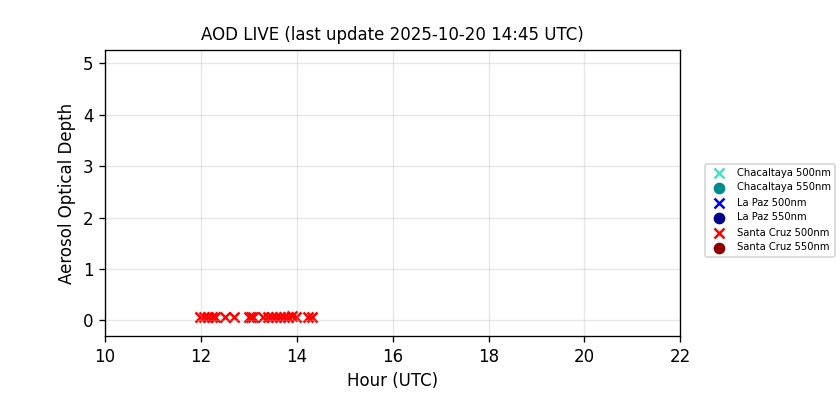 AOD LIVE (last update 2025-10-20 14:45 UTC)
Aerosol Optical Depth
5
4
3
2
1
0
10 12 14 16 18 20 22
Hour (UTC)
Chacaltaya 500nm
Chacaltaya 550nm
La Paz 500nm
La Paz 550nm
Santa Cruz 500nm
Santa Cruz 550nm